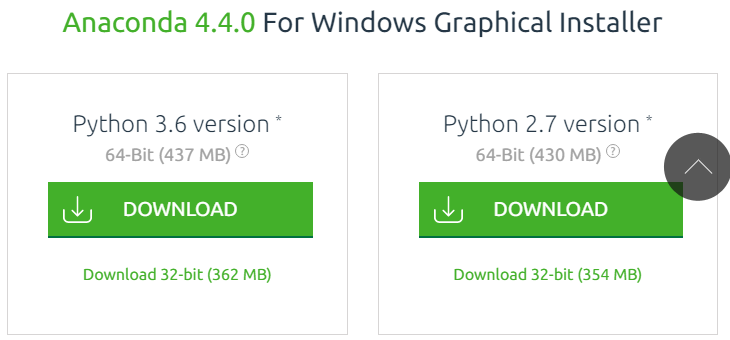 Anaconda 4.4.0 For Windows Graphical Installer
Python 3.6 version *
64-Bit (437 MB) ?
DOWNLOAD
Download 32-bit (362 MB)
Python 2.7 version *
64-Bit (430 MB) ?
DOWNLOAD
Download 32-bit (354 MB)